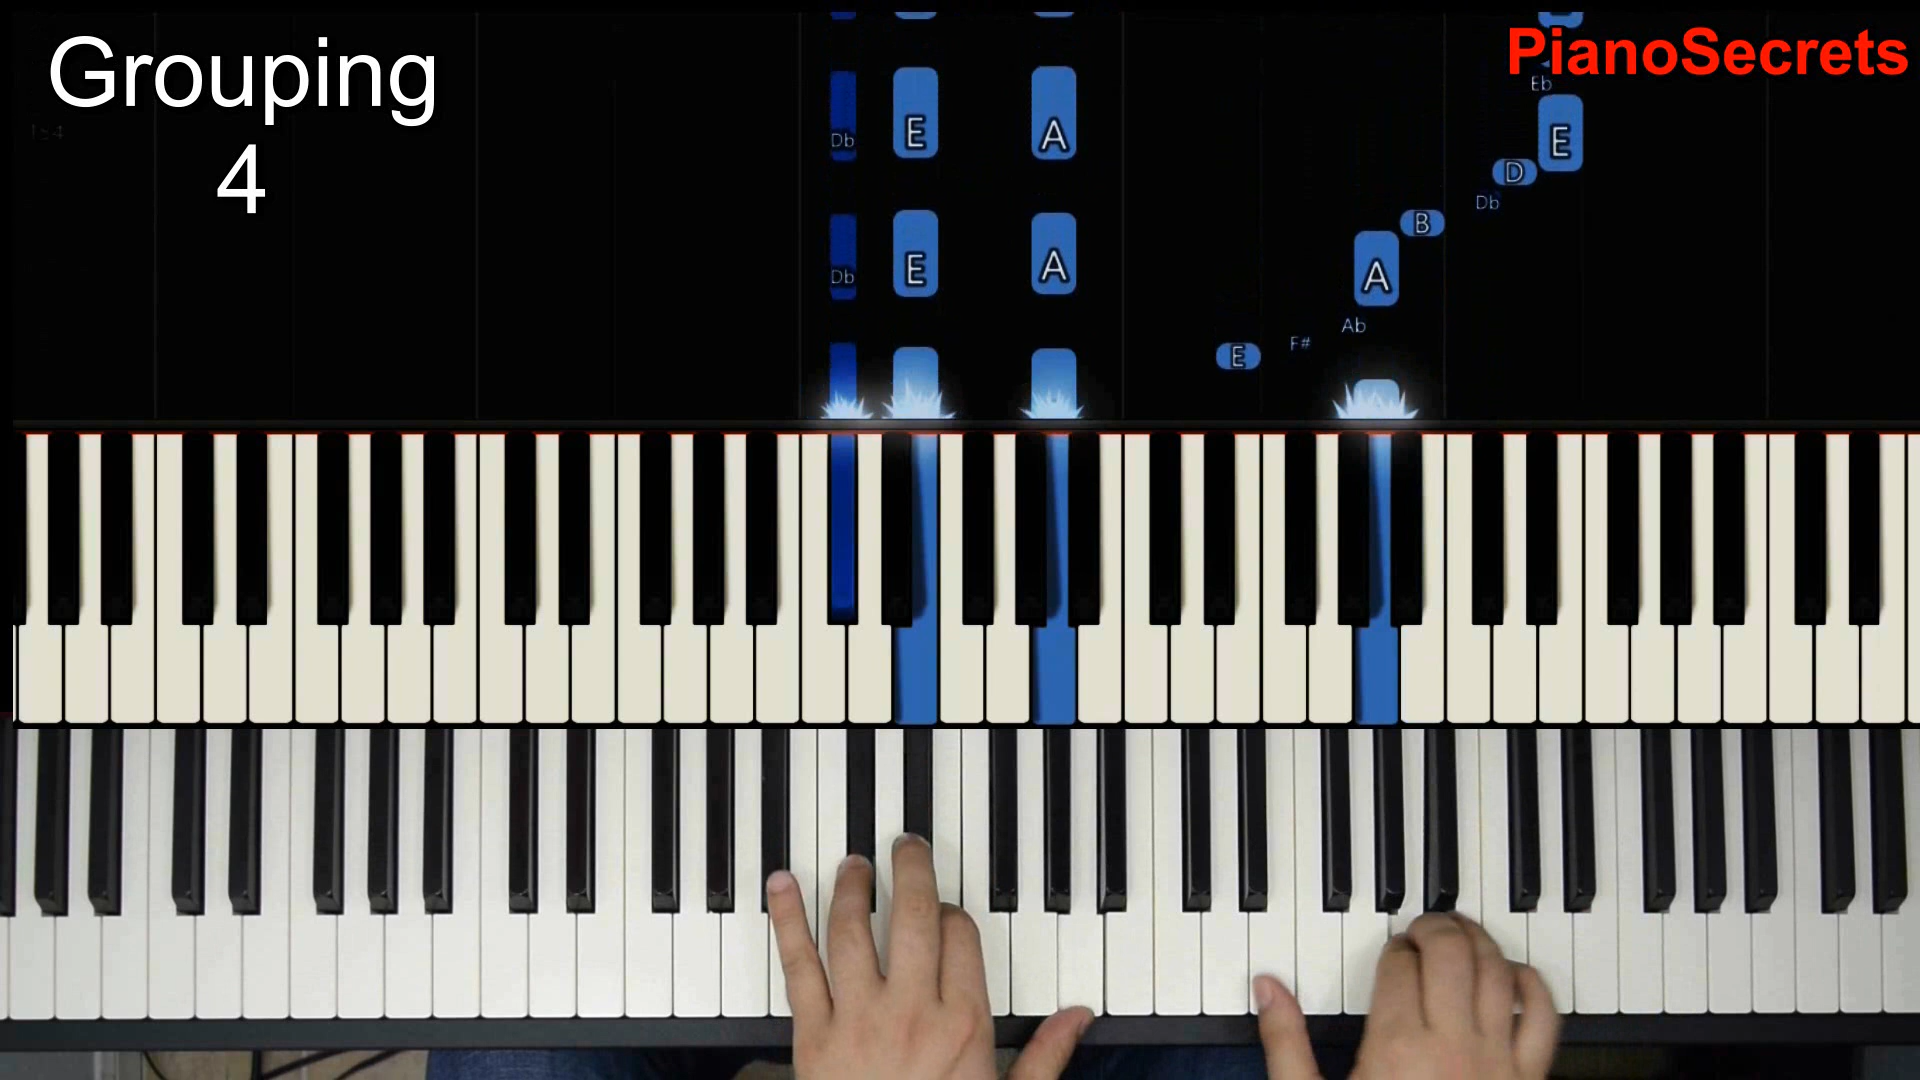 Grouping
4
PianoSecrets
Eb
Db E A E
D
Db
B
Db E A A
Ab
F#
E